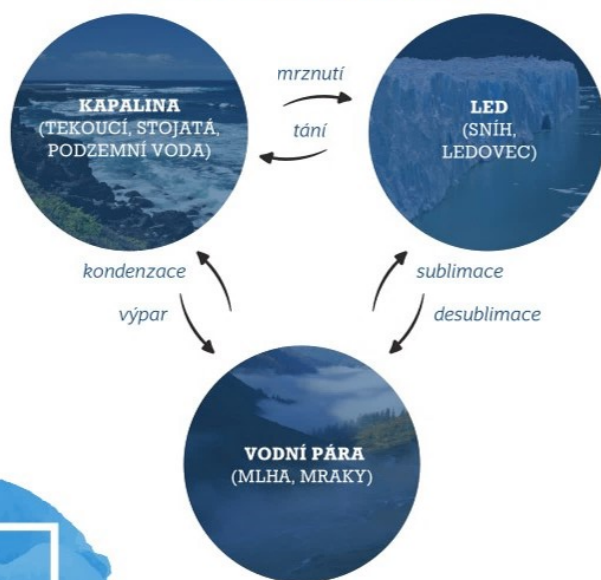 mrznutí
KAPALINA
(TEKOUCÍ, STOJATÁ,
PODZEMNÍ VODA)
tání
LED
(SNÍH,
LEDOVEC)
kondenzace
výpar
sublimace
desublimace
VODNÍ PÁRA
(MLHA, MRAKY)